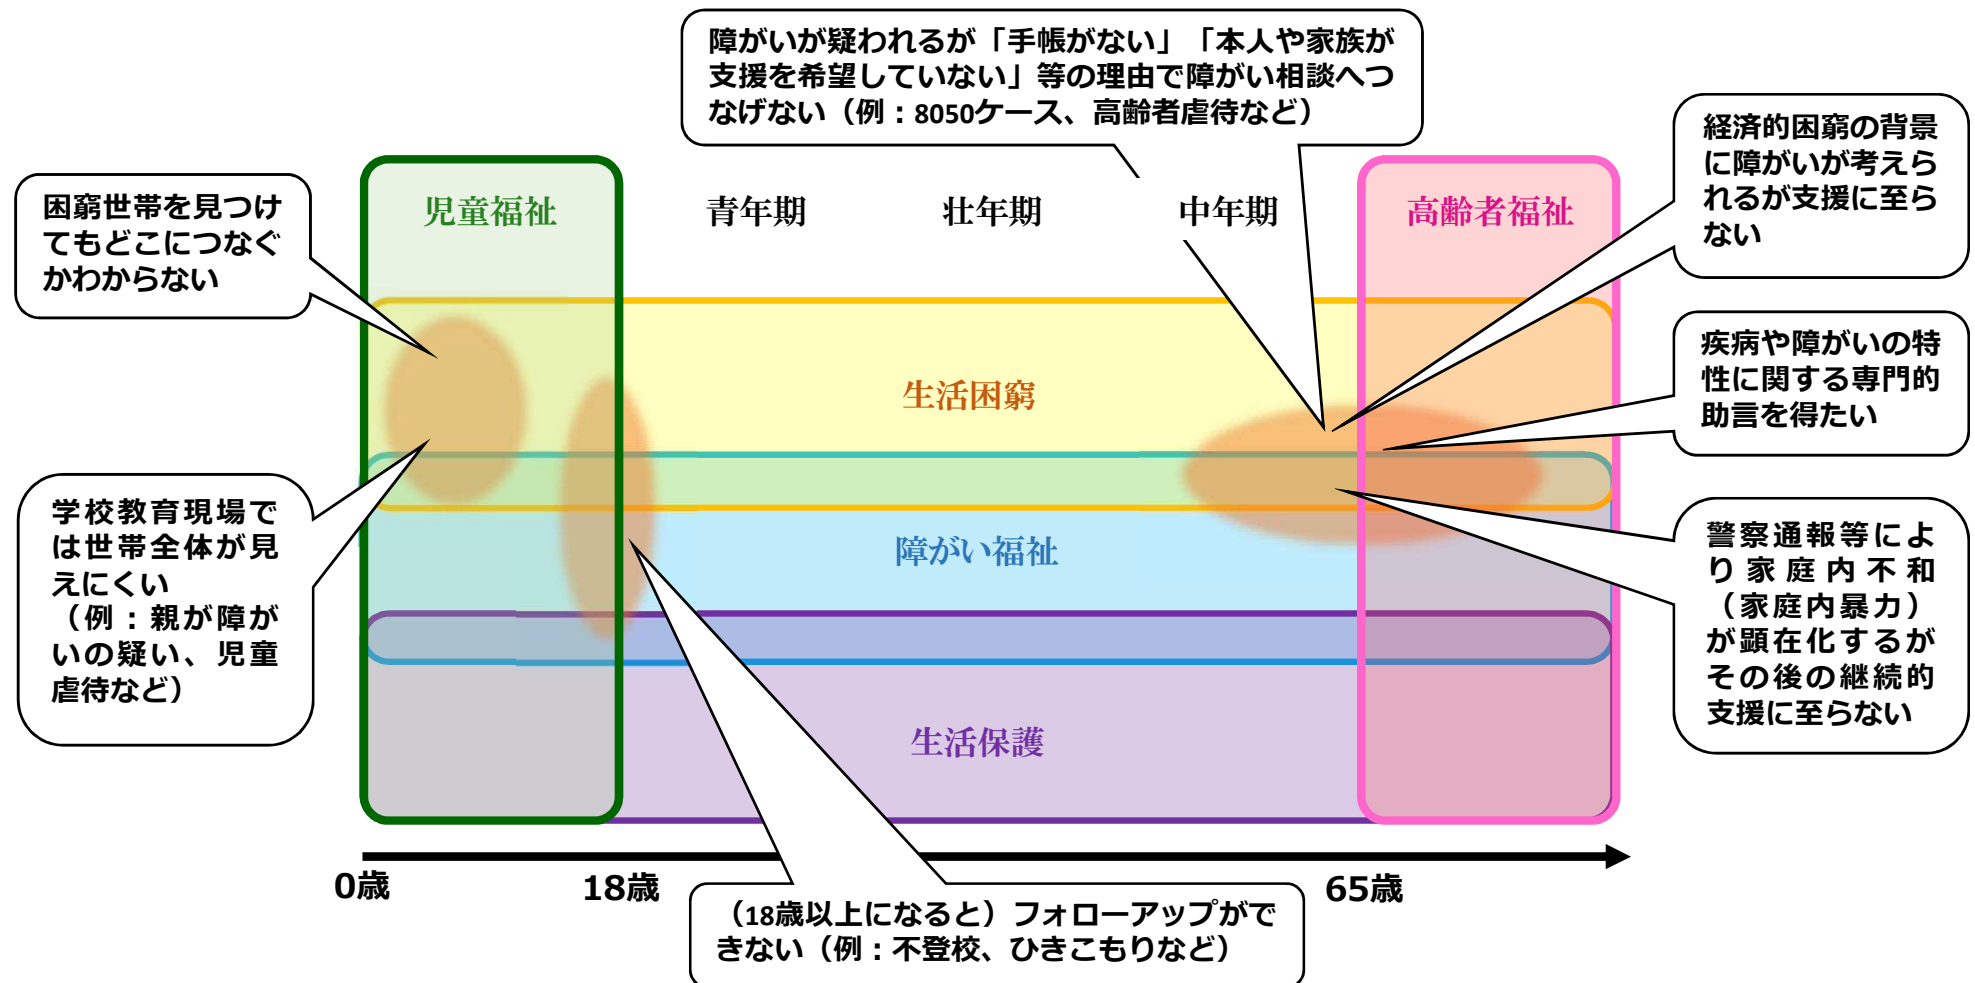 障がいが疑われるが「手帳がない」「本人や家族が
支援を希望していない」等の理由で障がい相談へつ
なげない（例：8050ケース、高齢者虐待など）
経済的困窮の背景
に障がいが考えら
れるが支援に至ら
ない
困窮世帯を見つけ
てもどこにつなぐ
かわからない
児童福祉
青年期
壮年期
中年期
高齢者福祉
疾病や障がいの特
性に関する専門的
助言を得たい
生活困窮
学校教育現場で
は世帯全体が見
えにくい
（例：親が障が
いの疑い、児童
虐待など）
障がい福祉
警察通報等によ
り家庭内不和
（家庭内暴力）
が顕在化するが
その後の継続的
支援に至らない
生活保護
0歳
18歳
65歳
（18歳以上になると）フォローアップがで
きない（例：不登校、ひきこもりなど）